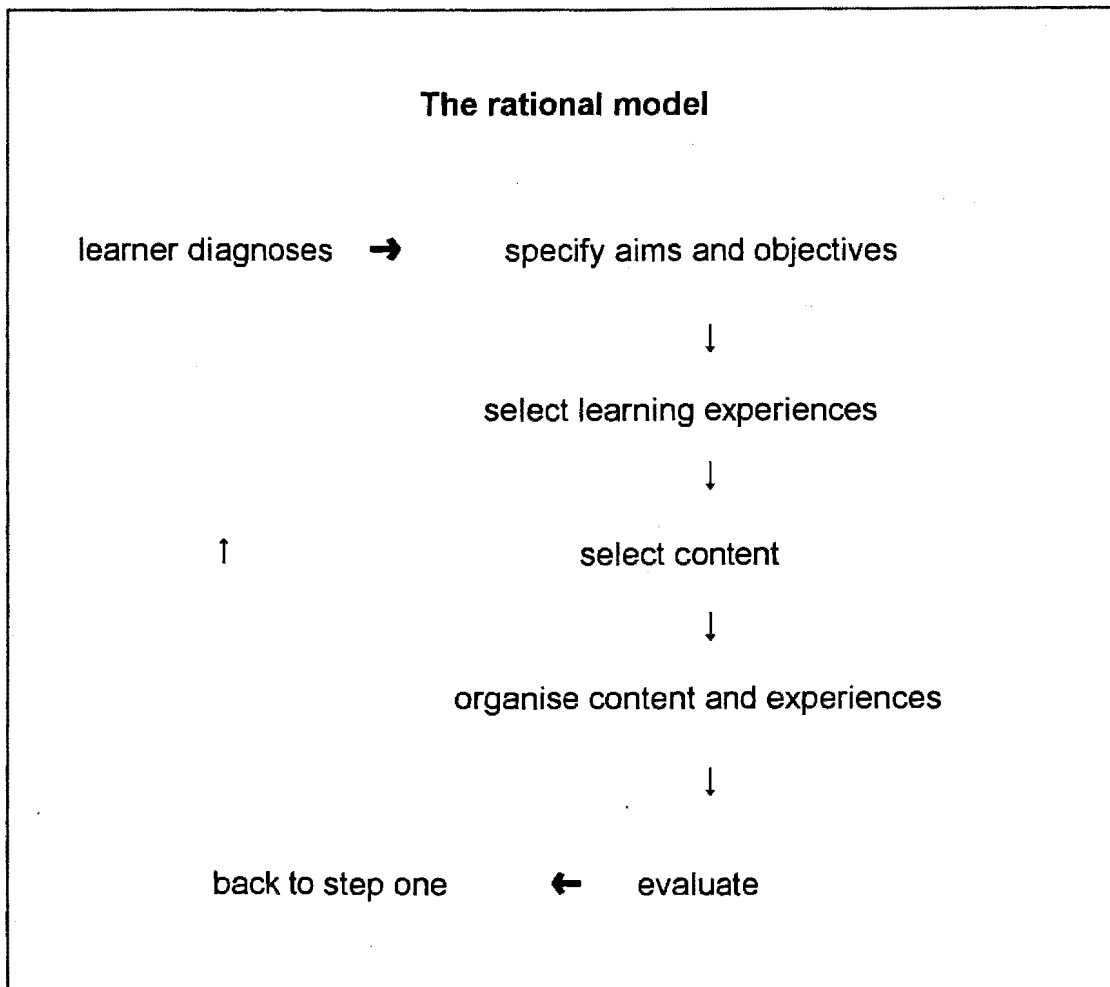 The rational model
learner diagnoses → specify aims and objectives
↓
select learning experiences
↓
↑ select content
↓
organise content and experiences
↓
back to step one ← evaluate